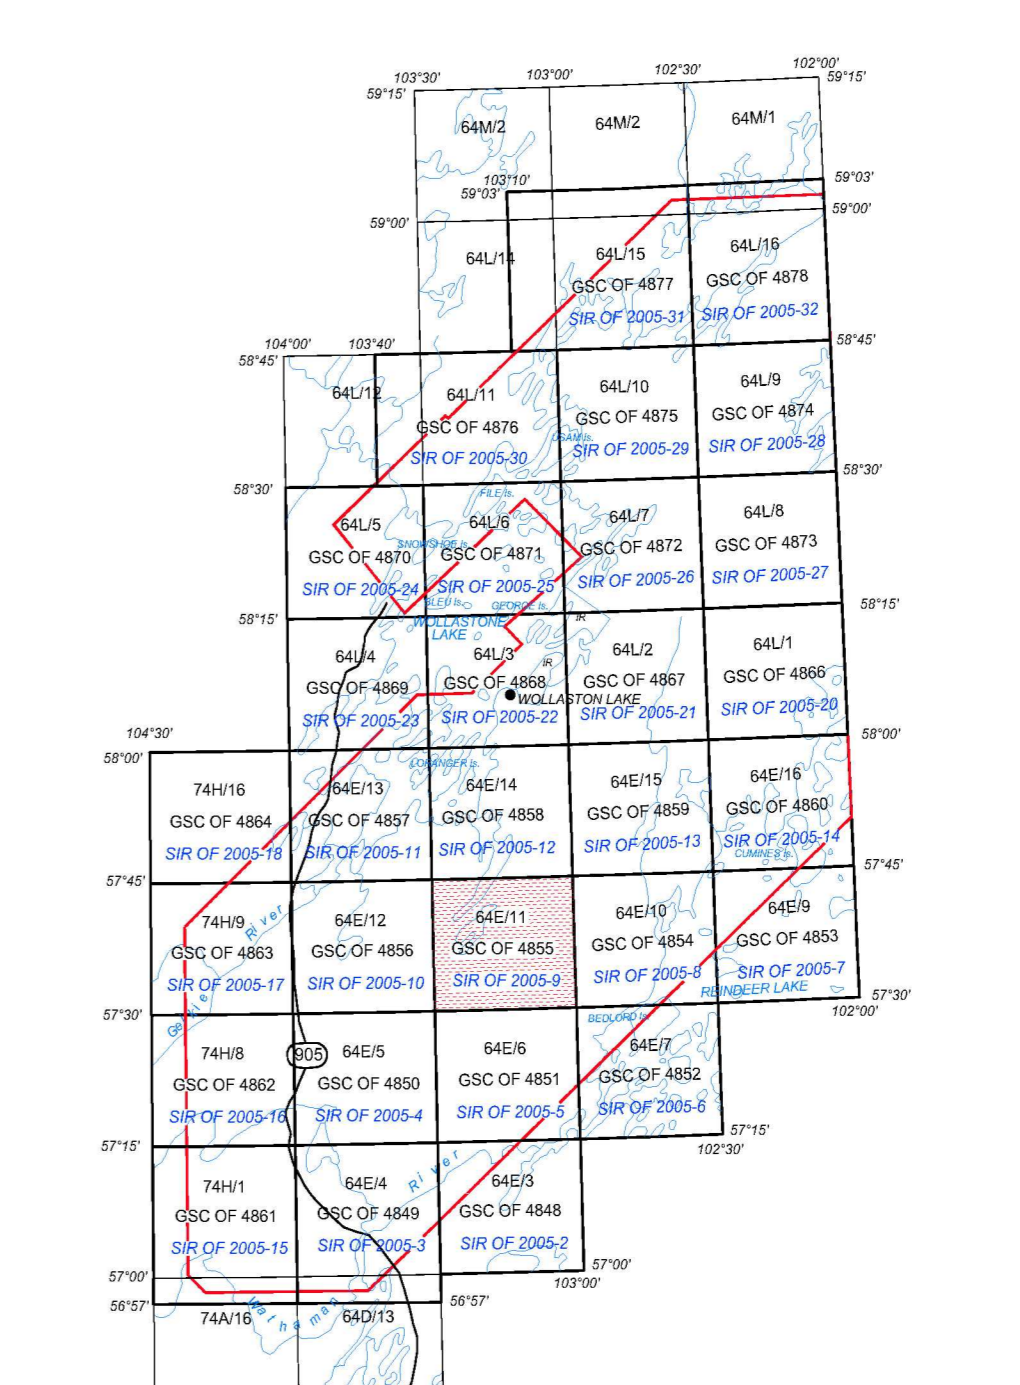 103°30'
103°00'
102°30'
102°00'
59°15'
59°15'
64M/2
64M/2
64M/1
103°10'
59°03'
59°03'
59°00'
59°00'
64L/14
64L/15
GSC OF 4877
SIR OF 2005-31
64L/16
GSC OF 4878
SIR OF 2005-32
104°00'
103°40'
58°45'
58°45'
64L/12
64L/11
GSC OF 4876
SIR OF 2005-30
64L/10
GSC OF 4875
SIR OF 2005-29
64L/9
GSC OF 4874
SIR OF 2005-28
58°30'
58°30'
FILE Is.
64L/5
GSC OF 4870
SIR OF 2005-24
64L/6
SNOWSHOE Is.
GSC OF 4871
SIR OF 2005-25
64L/7
GSC OF 4872
SIR OF 2005-26
64L/8
GSC OF 4873
SIR OF 2005-27
BLEU Is.
GEORGE Is.
58°15'
58°15'
WOLLASTONE
LAKE
IR
64L/4
GSC OF 4869
SIR OF 2005-23
64L/3
IR
GSC OF 4868
SIR OF 2005-22
WOLLASTON LAKE
64L/2
GSC OF 4867
SIR OF 2005-21
64L/1
GSC OF 4866
SIR OF 2005-20
104°30'
58°00'
58°00'
LORANGER Is.
74H/16
GSC OF 4864
SIR OF 2005-18
64E/13
GSC OF 4857
SIR OF 2005-11
64E/14
GSC OF 4858
SIR OF 2005-12
64E/15
GSC OF 4859
SIR OF 2005-13
64E/16
GSC OF 4860
SIR OF 2005-14
CUMINES Is.
57°45'
57°45'
74H/9
GSC OF 4863
SIR OF 2005-17
Geikie
River
64E/12
GSC OF 4856
SIR OF 2005-10
64E/11
GSC OF 4855
SIR OF 2005-9
64E/10
GSC OF 4854
SIR OF 2005-8
64E/9
GSC OF 4853
SIR OF 2005-7
REINDEER LAKE
57°30'
57°30'
102°00'
BEDLORD Is.
74H/8
GSC OF 4862
SIR OF 2005-16
905
64E/5
GSC OF 4850
SIR OF 2005-4
64E/6
GSC OF 4851
SIR OF 2005-5
64E/7
GSC OF 4852
SIR OF 2005-6
57°15'
57°15'
102°30'
74H/1
GSC OF 4861
SIR OF 2005-15
64E/4
GSC OF 4849
SIR OF 2005-3
River
64E/3
GSC OF 4848
SIR OF 2005-2
57°00'
57°00'
103°00'
56°57'
56°57'
74A/16
Wathaman
64D/13